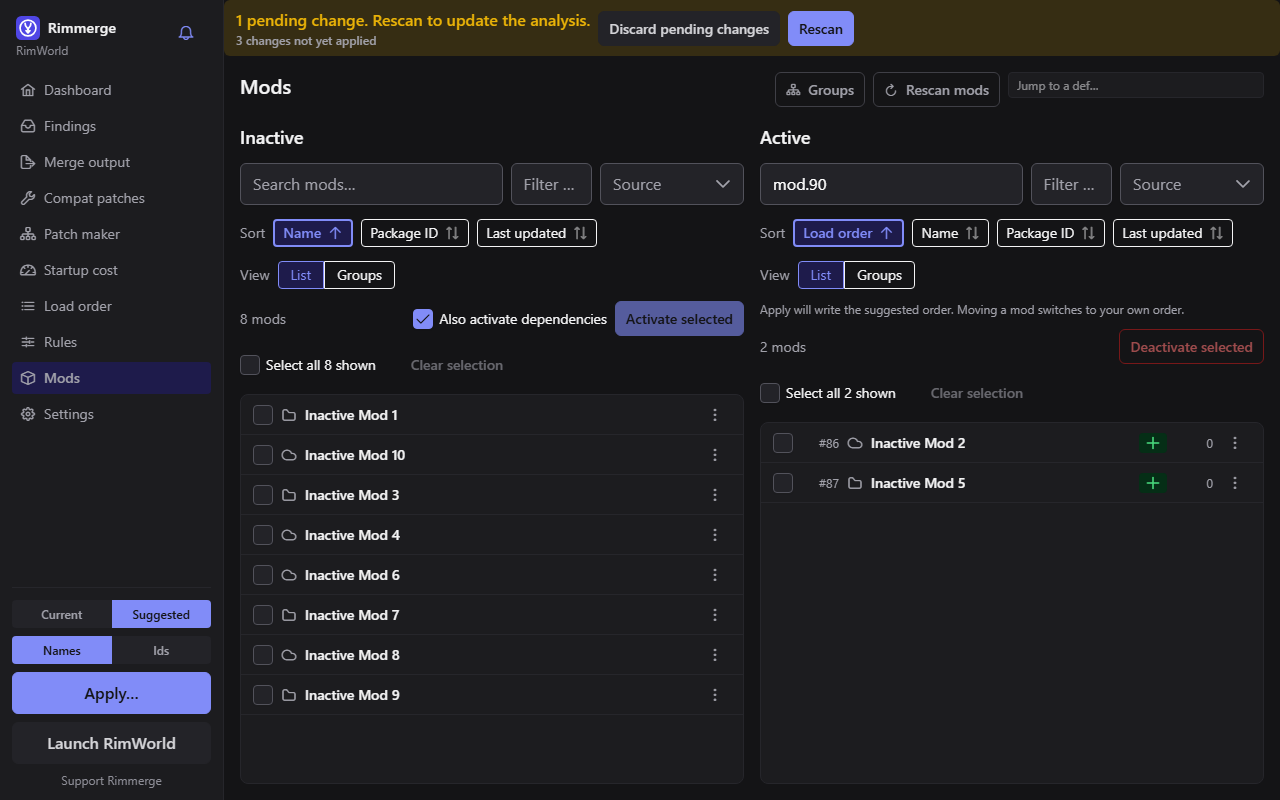 Rimmerge
RimWorld
Dashboard
Findings
Merge output
Compat patches
Patch maker
Startup cost
Load order
Rules
Mods
Settings
Current Suggested
Names Ids
Apply...
Launch RimWorld
Support Rimmerge
1 pending change. Rescan to update the analysis.
3 changes not yet applied
Discard pending changes
Rescan
Mods
Groups
Rescan mods
Jump to a def...
Inactive
Search mods...
Filter ...
Source
Sort Name Package ID Last updated
View List Groups
8 mods
Also activate dependencies
Activate selected
Select all 8 shown
Clear selection
Inactive Mod 1
Inactive Mod 10
Inactive Mod 3
Inactive Mod 4
Inactive Mod 6
Inactive Mod 7
Inactive Mod 8
Inactive Mod 9
Active
mod.90
Filter ...
Source
Sort Load order Name Package ID Last updated
View List Groups
Apply will write the suggested order. Moving a mod switches to your own order.
2 mods
Deactivate selected
Select all 2 shown
Clear selection
#86 Inactive Mod 2 0
#87 Inactive Mod 5 0